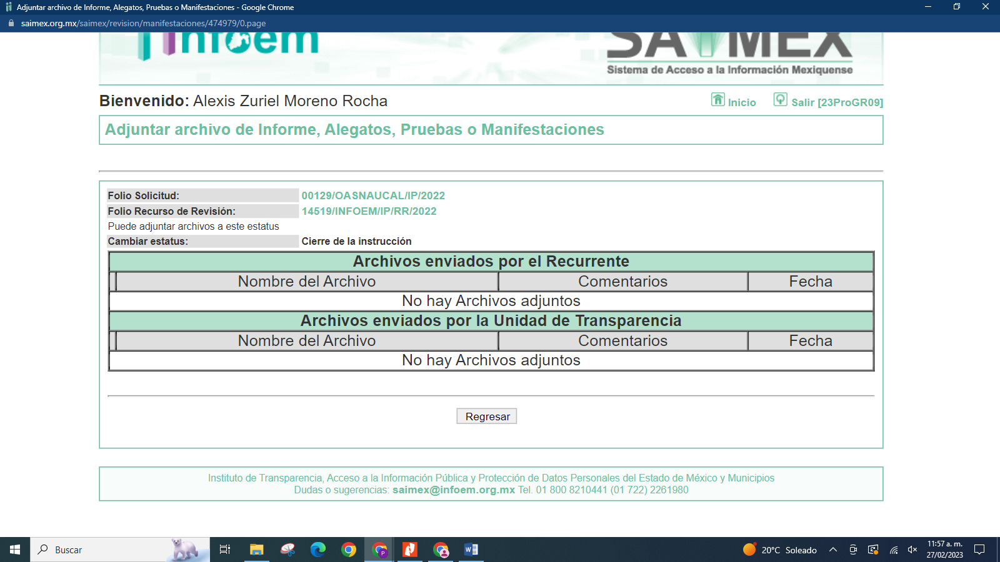 Adjuntar archivo de Informe, Alegatos, Pruebas o Manifestaciones - Google Chrome
saimex.org.mx/saimex/revision/manifestaciones/474979/0.page
infoem
SAIMEX
Sistema de Acceso a la Información Mexiquense
Bienvenido: Alexis Zuriel Moreno Rocha
Inicio Salir [23ProGR09]
Adjuntar archivo de Informe, Alegatos, Pruebas o Manifestaciones
Folio Solicitud: 00129/OASNAUCAL/IP/2022
Folio Recurso de Revisión: 14519/INFOEM/IP/RR/2022
Puede adjuntar archivos a este estatus
Cambiar estatus: Cierre de la instrucción
Archivos enviados por el Recurrente
Nombre del Archivo Comentarios Fecha
No hay Archivos adjuntos
Archivos enviados por la Unidad de Transparencia
Nombre del Archivo Comentarios Fecha
No hay Archivos adjuntos
Regresar
Instituto de Transparencia, Acceso a la Información Pública y Protección de Datos Personales del Estado de México y Municipios
Dudas o sugerencias: saimex@infoem.org.mx Tel. 01 800 8210441 (01 722) 2261980
Buscar
P
20°C Soleado
11:57 a. m.
27/02/2023